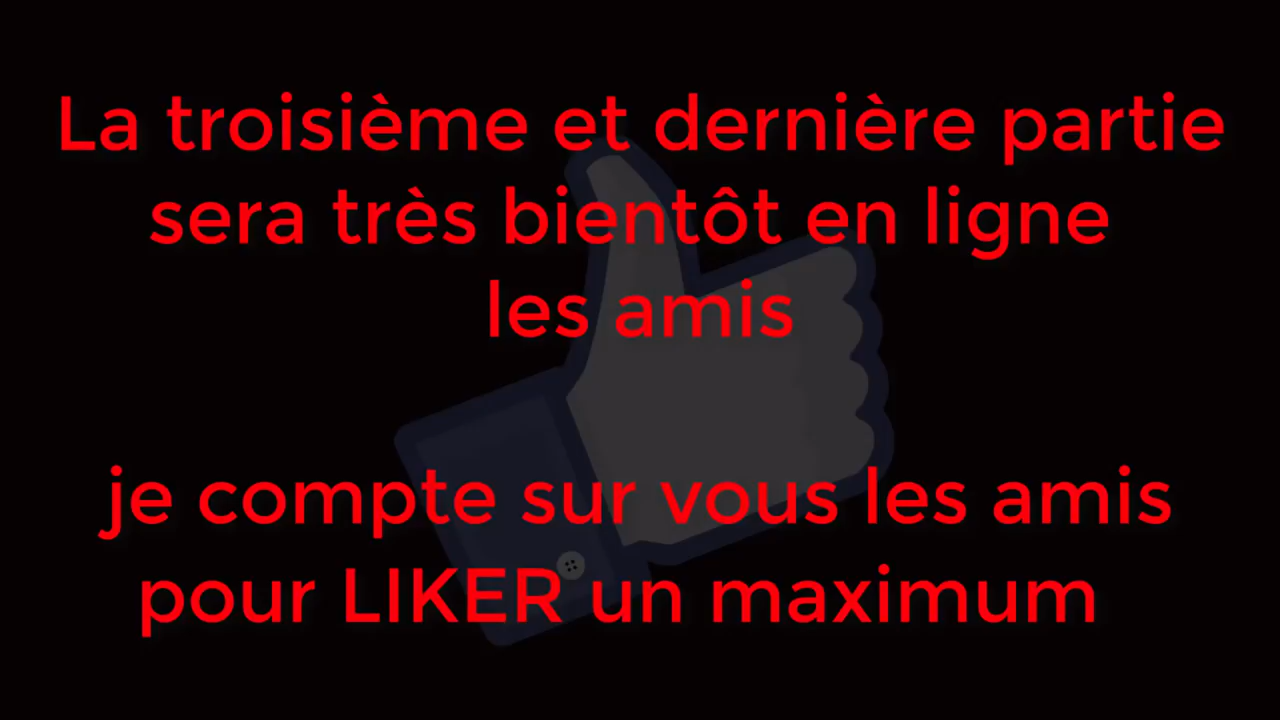 La troisième et dernière partie
sera très bientôt en ligne
les amis
je compte sur vous les amis
pour LIKER un maximum